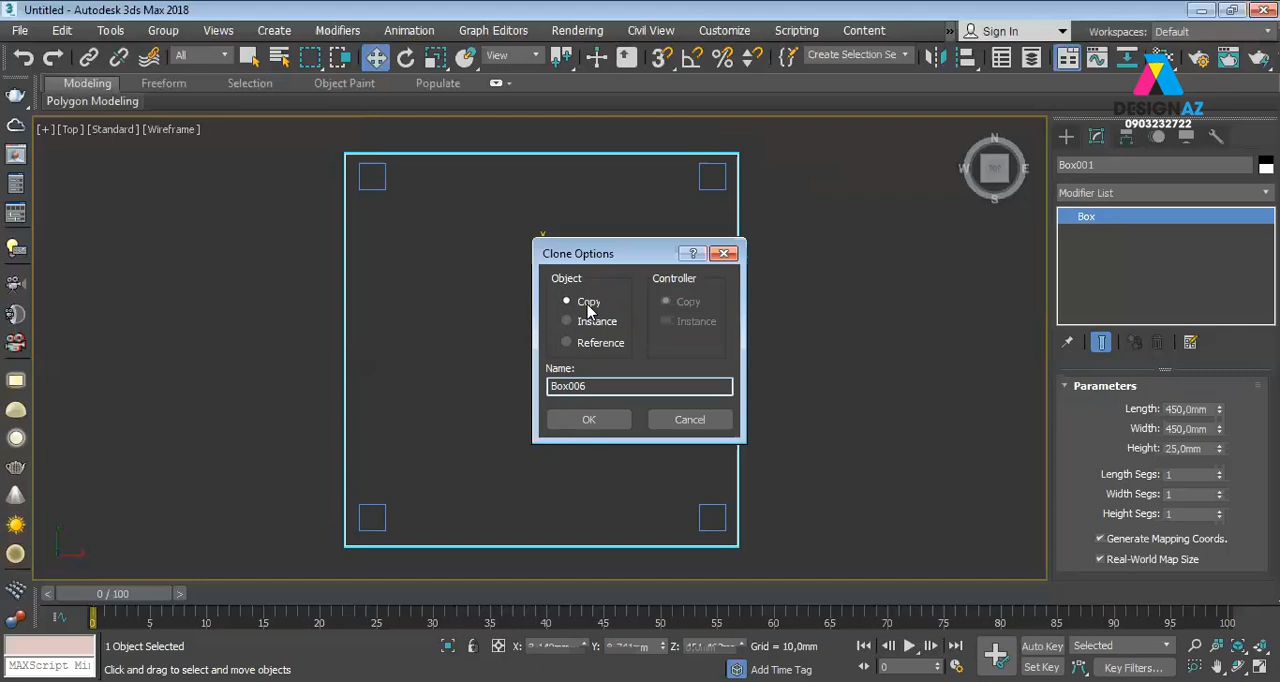 Untitled - Autodesk 3ds Max 2018
File Edit Tools Group Views Create Modifiers Animation Graph Editors Rendering Civil View Customize Scripting Content » Sign In Workspaces: Default
All View Create Selection Se
Modeling Freeform Selection Object Paint Populate
Polygon Modeling
DESIGNAZ
0903232722
[+] [Top] [Standard] [Wireframe]
N
W TOP E
S
Box001
Modifier List
Box
y
Clone Options
Object Controller
Copy Copy
Instance Instance
Reference
Name:
Box006
OK Cancel
Parameters
Length: 450,0mm
Width: 450,0mm
Height: 25,0mm
Length Segs: 1
Width Segs: 1
Height Segs: 1
Generate Mapping Coords.
Real-World Map Size
< 0 / 100 >
0 5 10 15 20 25 30 35 40 45 50 55 60 65 70 75 80 85 90 95 100
1 Object Selected X: Y: Z: Grid = 10,0mm Auto Key Selected
MAXScript Mi Click and drag to select and move objects Add Time Tag 0 Set Key Key Filters...